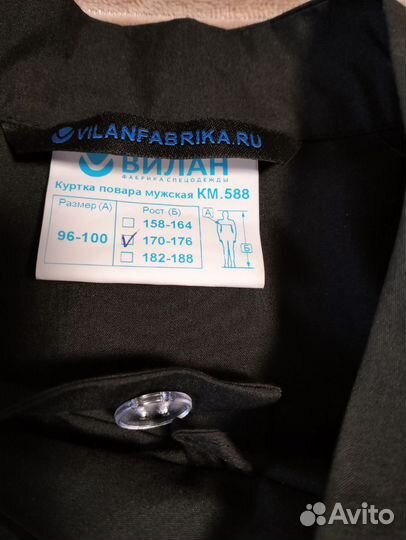 VILANFABRIKA.RU
ВИЛАН
ФАБРИКА СПЕЦОДЕЖДЫ
Куртка повара мужская КМ.588
Размер (А)
96-100
Рост (Б)
158-164
170-176
182-188
А
Б
Avito